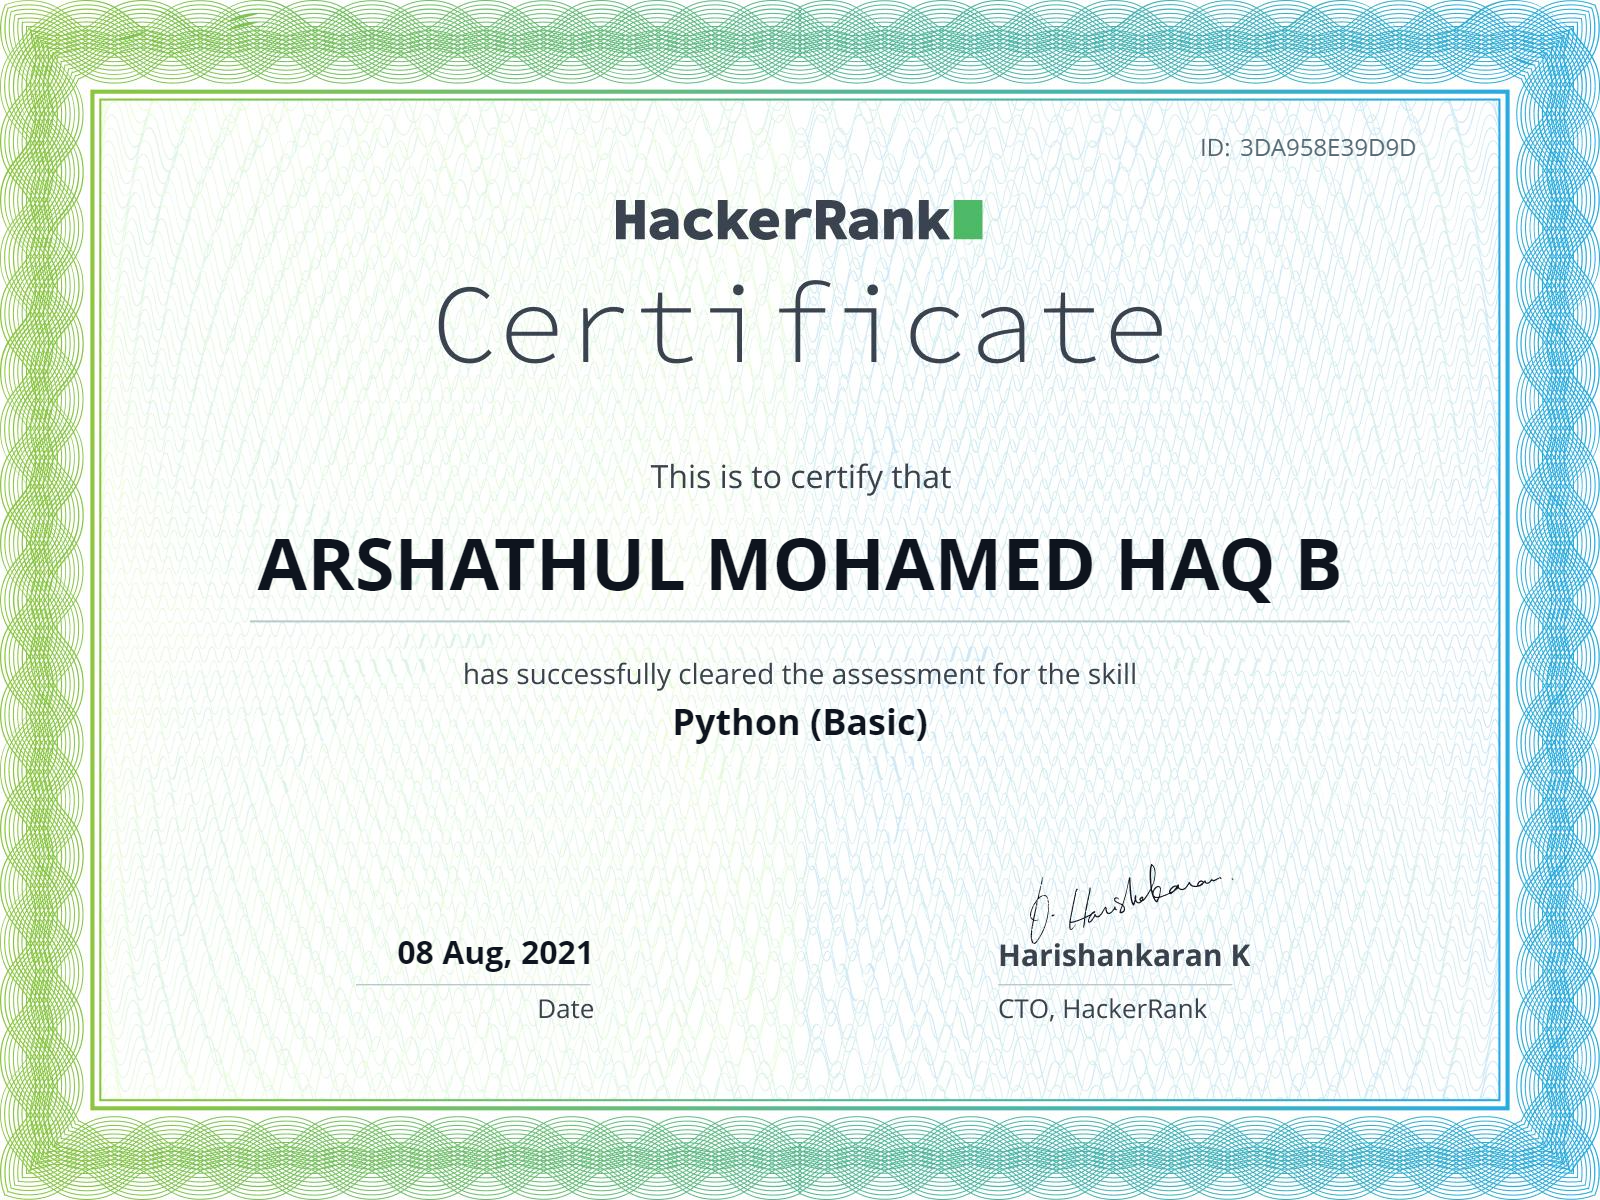 ID: 3DA958E39D9D
HackerRank
Certificate
This is to certify that
ARSHATHUL MOHAMED HAQ B
has successfully cleared the assessment for the skill
Python (Basic)
08 Aug, 2021
Date
Harishankaran K
CTO, HackerRank